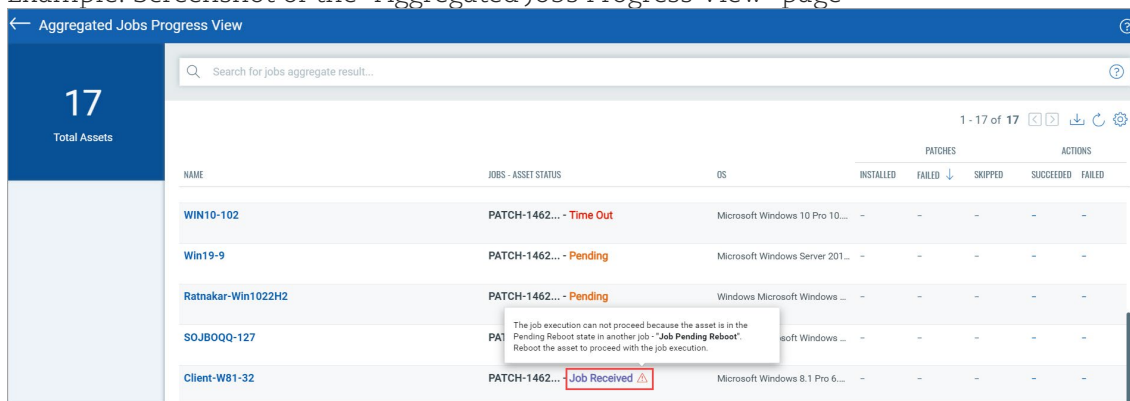 Example: Screenshot of the "Aggregated Jobs Progress View" page
Aggregated Jobs Progress View
17
Total Assets
Search for jobs aggregate result...
1 - 17 of 17
PATCHES ACTIONS
NAME JOBS - ASSET STATUS OS INSTALLED FAILED SKIPPED SUCCEEDED FAILED
WIN10-102 PATCH-1462... - Time Out Microsoft Windows 10 Pro 10.... - - - - -
Win19-9 PATCH-1462... - Pending Microsoft Windows Server 201... - - - - -
Ratnakar-Win1022H2 PATCH-1462... - Pending Windows Microsoft Windows ... - - - - -
The job execution can not proceed because the asset is in the
Pending Reboot state in another job - "Job Pending Reboot".
Reboot the asset to proceed with the job execution.
SOJBOQQ-127 PAT soft Windows ... - - - - -
Client-W81-32 PATCH-1462... - Job Received Microsoft Windows 8.1 Pro 6.... - - - - -